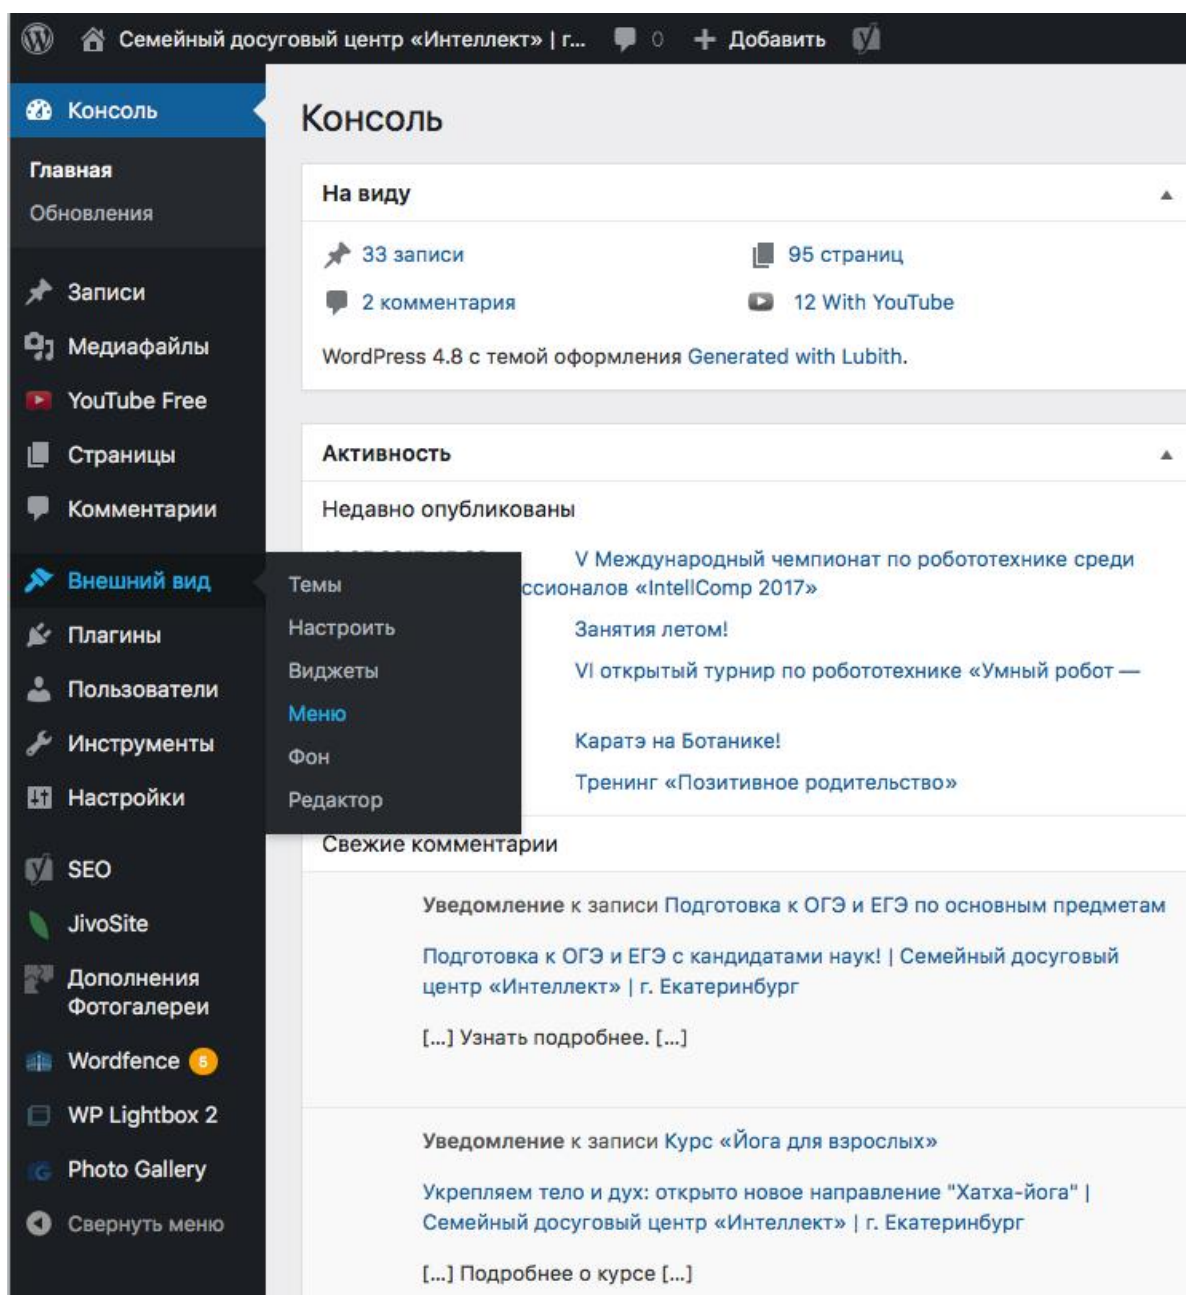 Семейный досуговый центр «Интеллект» | г... 0 + Добавить
Консоль
Главная
Обновления
Записи
Медиафайлы
YouTube Free
Страницы
Комментарии
Внешний вид
Плагины
Пользователи
Инструменты
Настройки
SEO
JivoSite
Дополнения
Фотогалереи
Wordfence 5
WP Lightbox 2
Photo Gallery
Свернуть меню
Темы
Настроить
Виджеты
Меню
Фон
Редактор
Консоль
На виду
33 записи 95 страниц
2 комментария 12 With YouTube
WordPress 4.8 с темой оформления Generated with Lubith.
Активность
Недавно опубликованы
V Международный чемпионат по робототехнике среди
«IntellComp 2017»
Занятия летом!
VI открытый турнир по робототехнике «Умный робот —
Каратэ на Ботанике!
Тренинг «Позитивное родительство»
Свежие комментарии
Уведомление к записи Подготовка к ОГЭ и ЕГЭ по основным предметам
Подготовка к ОГЭ и ЕГЭ с кандидатами наук! | Семейный досуговый
центр «Интеллект» | г. Екатеринбург
[...] Узнать подробнее. [...]
Уведомление к записи Курс «Йога для взрослых»
Укрепляем тело и дух: открыто новое направление "Хатха-йога" |
Семейный досуговый центр «Интеллект» | г. Екатеринбург
[...] Подробнее о курсе [...]